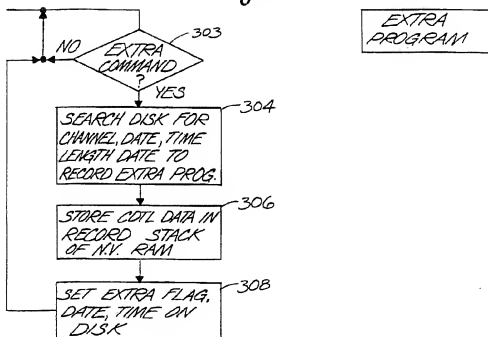 303
EXTRA
COMMAND
?
NO
YES
EXTRA
PROGRAM
304
SEARCH DISK FOR
CHANNEL, DATE, TIME
LENGTH DATE TO
RECORD EXTRA PROG.
306
STORE CDTL DATA IN
RECORD STACK
OF N.V. RAM
308
SET EXTRA FLAG,
DATE, TIME ON
DISK